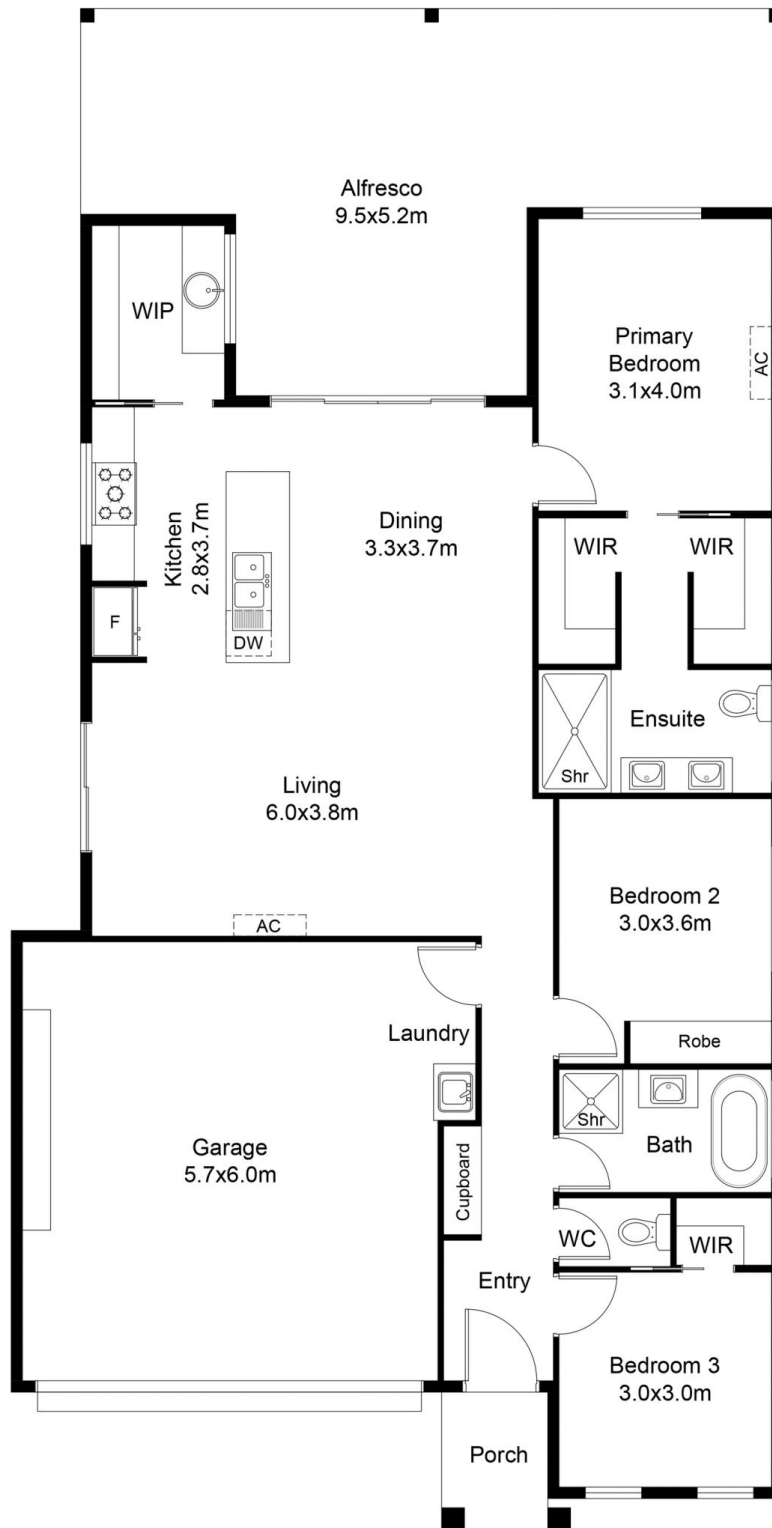 Alfresco
9.5x5.2m
WIP
Primary
Bedroom
3.1x4.0m
AC
Kitchen
2.8x3.7m
Dining
3.3x3.7m
WIR
WIR
F
DW
Ensuite
Shr
Living
6.0x3.8m
AC
Bedroom 2
3.0x3.6m
Robe
Laundry
Shr
Bath
Garage
5.7x6.0m
Cupboard
WC
WIR
Entry
Bedroom 3
3.0x3.0m
Porch